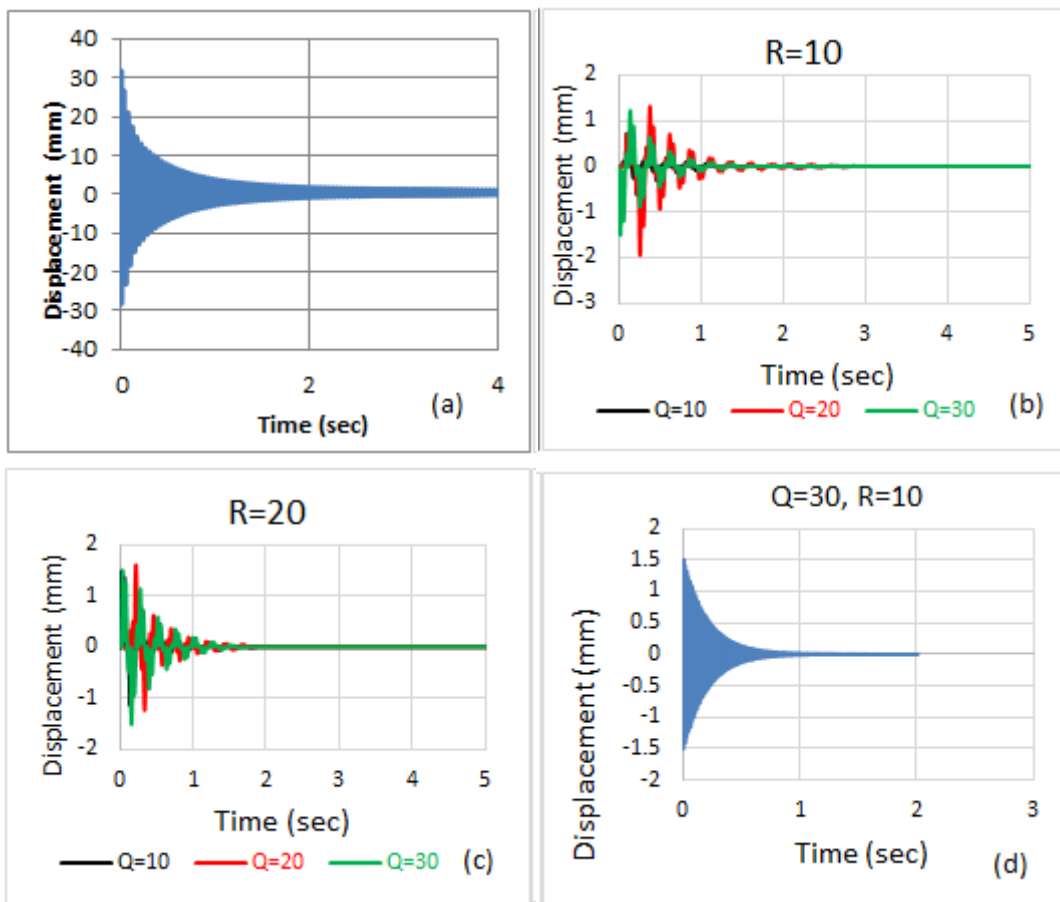 40
30
20
10
0
-10
-20
-30
-40
Displacement (mm)
0 2 4
Time (sec)
(a)
R=10
2
1
0
-1
-2
-3
Displacement (mm)
0 1 2 3 4 5
Time (sec)
Q=10 Q=20 Q=30
(b)
R=20
2
1
0
-1
-2
Displacement (mm)
0 1 2 3 4 5
Time (sec)
Q=10 Q=20 Q=30
(c)
Q=30, R=10
2
1.5
1
0.5
0
-0.5
-1
-1.5
-2
Displacement (mm)
0 1 2 3
Time (sec)
(d)